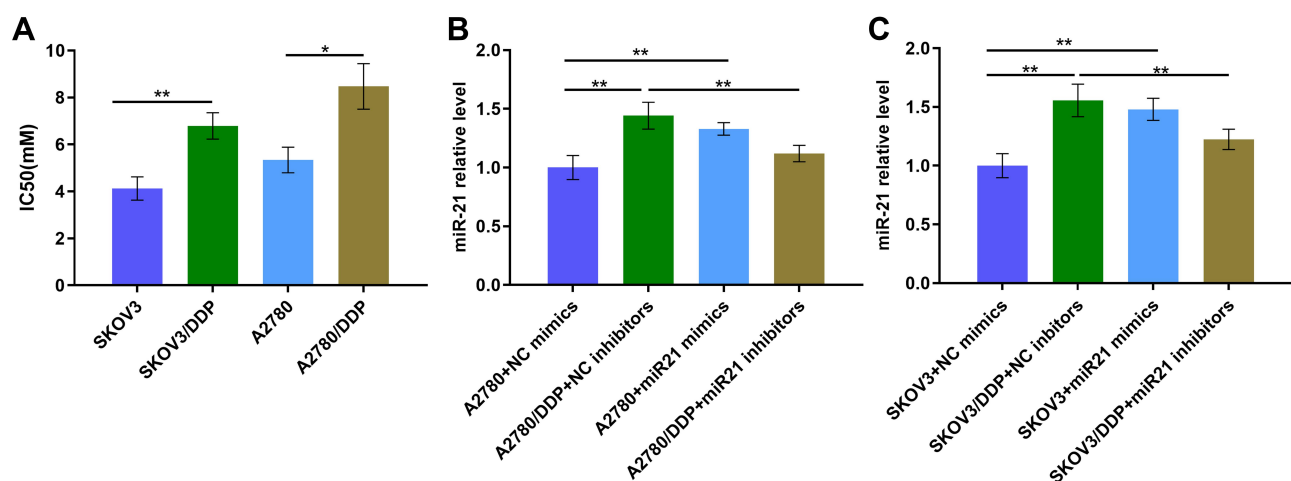 A
IC50(mM)
10
8
6
4
2
0
**
*
SKOV3
SKOV3/DDP
A2780
A2780/DDP
B
miR-21 relative level
2.0
1.5
1.0
0.5
0.0
**
**
**
A2780+NC mimics
A2780/DDP+NC inhibitors
A2780+miR21 mimics
A2780/DDP+miR21 inhibitors
C
miR-21 relative level
2.0
1.5
1.0
0.5
0.0
**
**
**
SKOV3+NC mimics
SKOV3/DDP+NC inbitors
SKOV3+miR21 mimics
SKOV3/DDP+miR21 inhibitors